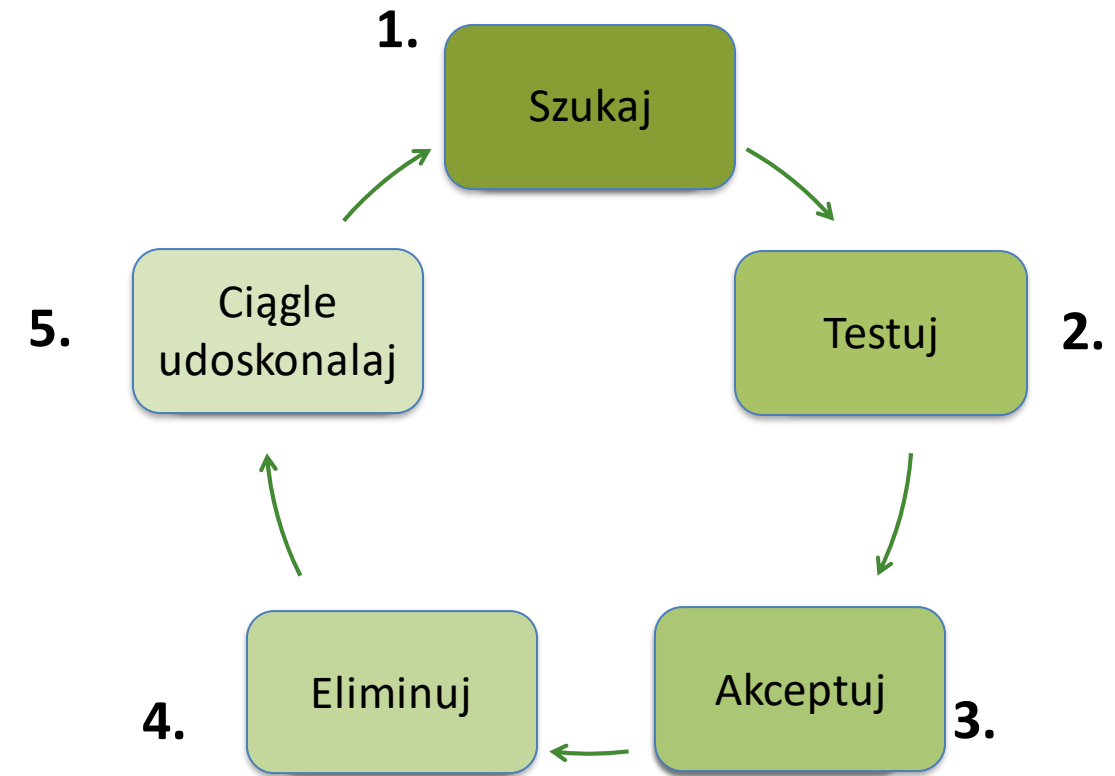 1.
Szukaj
2.
Testuj
3.
Akceptuj
4.
Eliminuj
5.
Ciągle
udoskonalaj